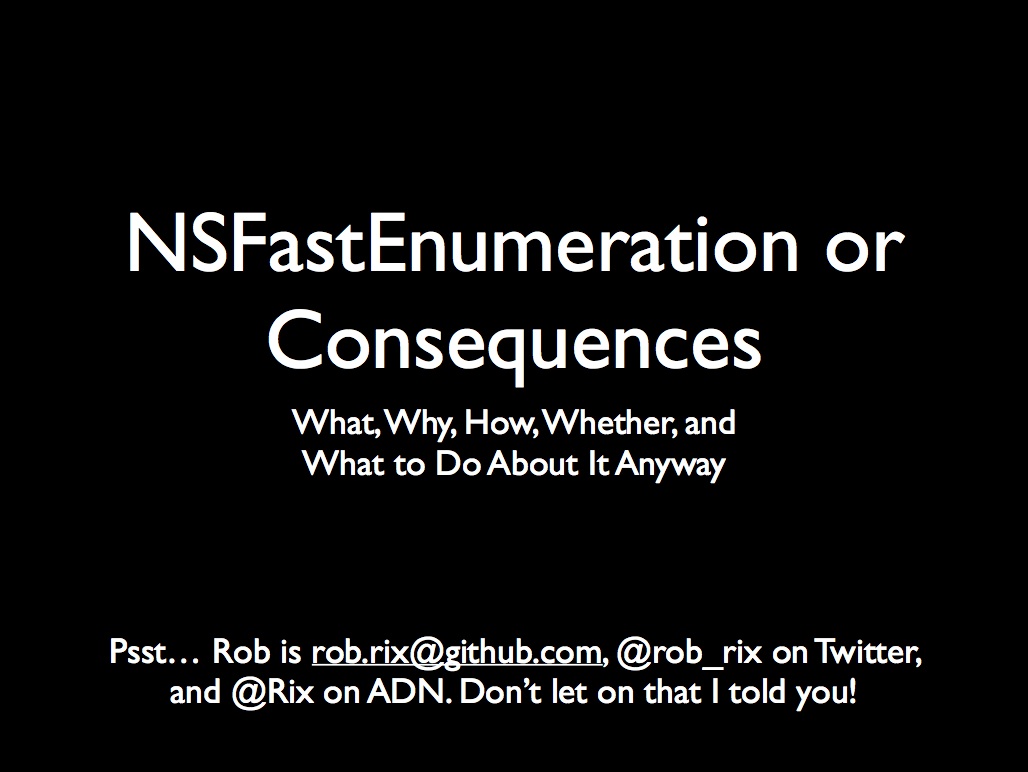 NSFastEnumeration or
Consequences
What, Why, How, Whether, and
What to Do About It Anyway
Psst… Rob is rob.rix@github.com, @rob_rix on Twitter,
and @Rix on ADN. Don’t let on that I told you!